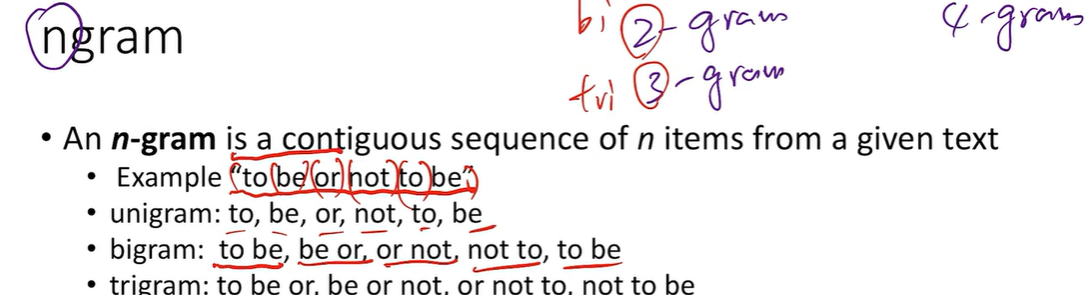 ngram
bi 2-gram
4-gram
tri 3-gram
• An n-gram is a contiguous sequence of n items from a given text
• Example “to be or not to be”
• unigram: to, be, or, not, to, be
• bigram: to be, be or, or not, not to, to be
• trigram: to be or, be or not, or not to, not to be